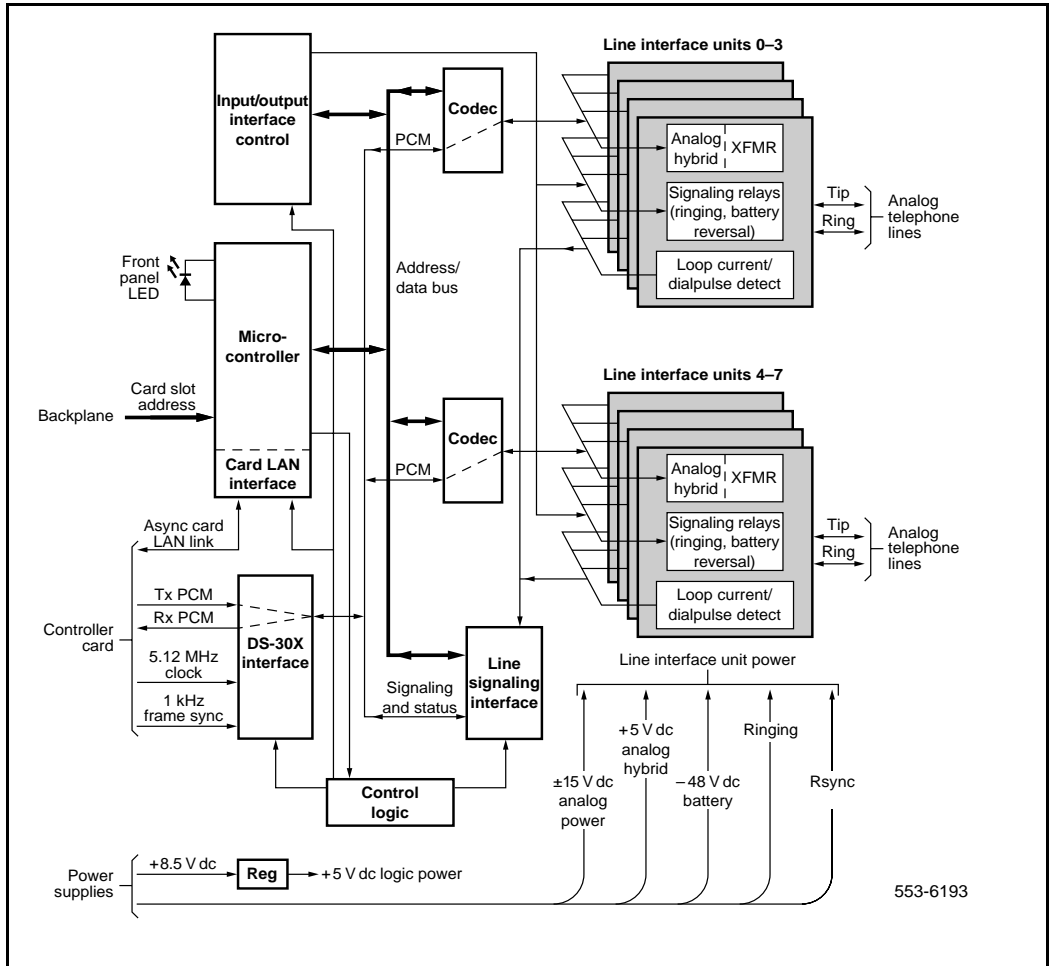 Line interface units 0–3
Input/output
interface
control
Codec
PCM
Analog
hybrid
XFMR
Signaling relays
(ringing, battery
reversal)
Loop current/
dialpulse detect
Tip
Ring
Analog
telephone
lines
Front
panel
LED
Address/
data bus
Micro-
controller
Card slot
address
Backplane
Card LAN
interface
Line interface units 4–7
Codec
PCM
Analog
hybrid
XFMR
Signaling relays
(ringing, battery
reversal)
Loop current/
dialpulse detect
Tip
Ring
Analog
telephone
lines
Async card
LAN link
Tx PCM
Rx PCM
Controller
card
5.12 MHz
clock
1 kHz
frame sync
DS-30X
interface
Signaling
and status
Line
signaling
interface
Control
logic
Line interface unit power
±15 V dc
analog
power
+5 V dc
analog
hybrid
–48 V dc
battery
Ringing
Rsync
Power
supplies
+8.5 V dc
Reg
+5 V dc logic power
553-6193